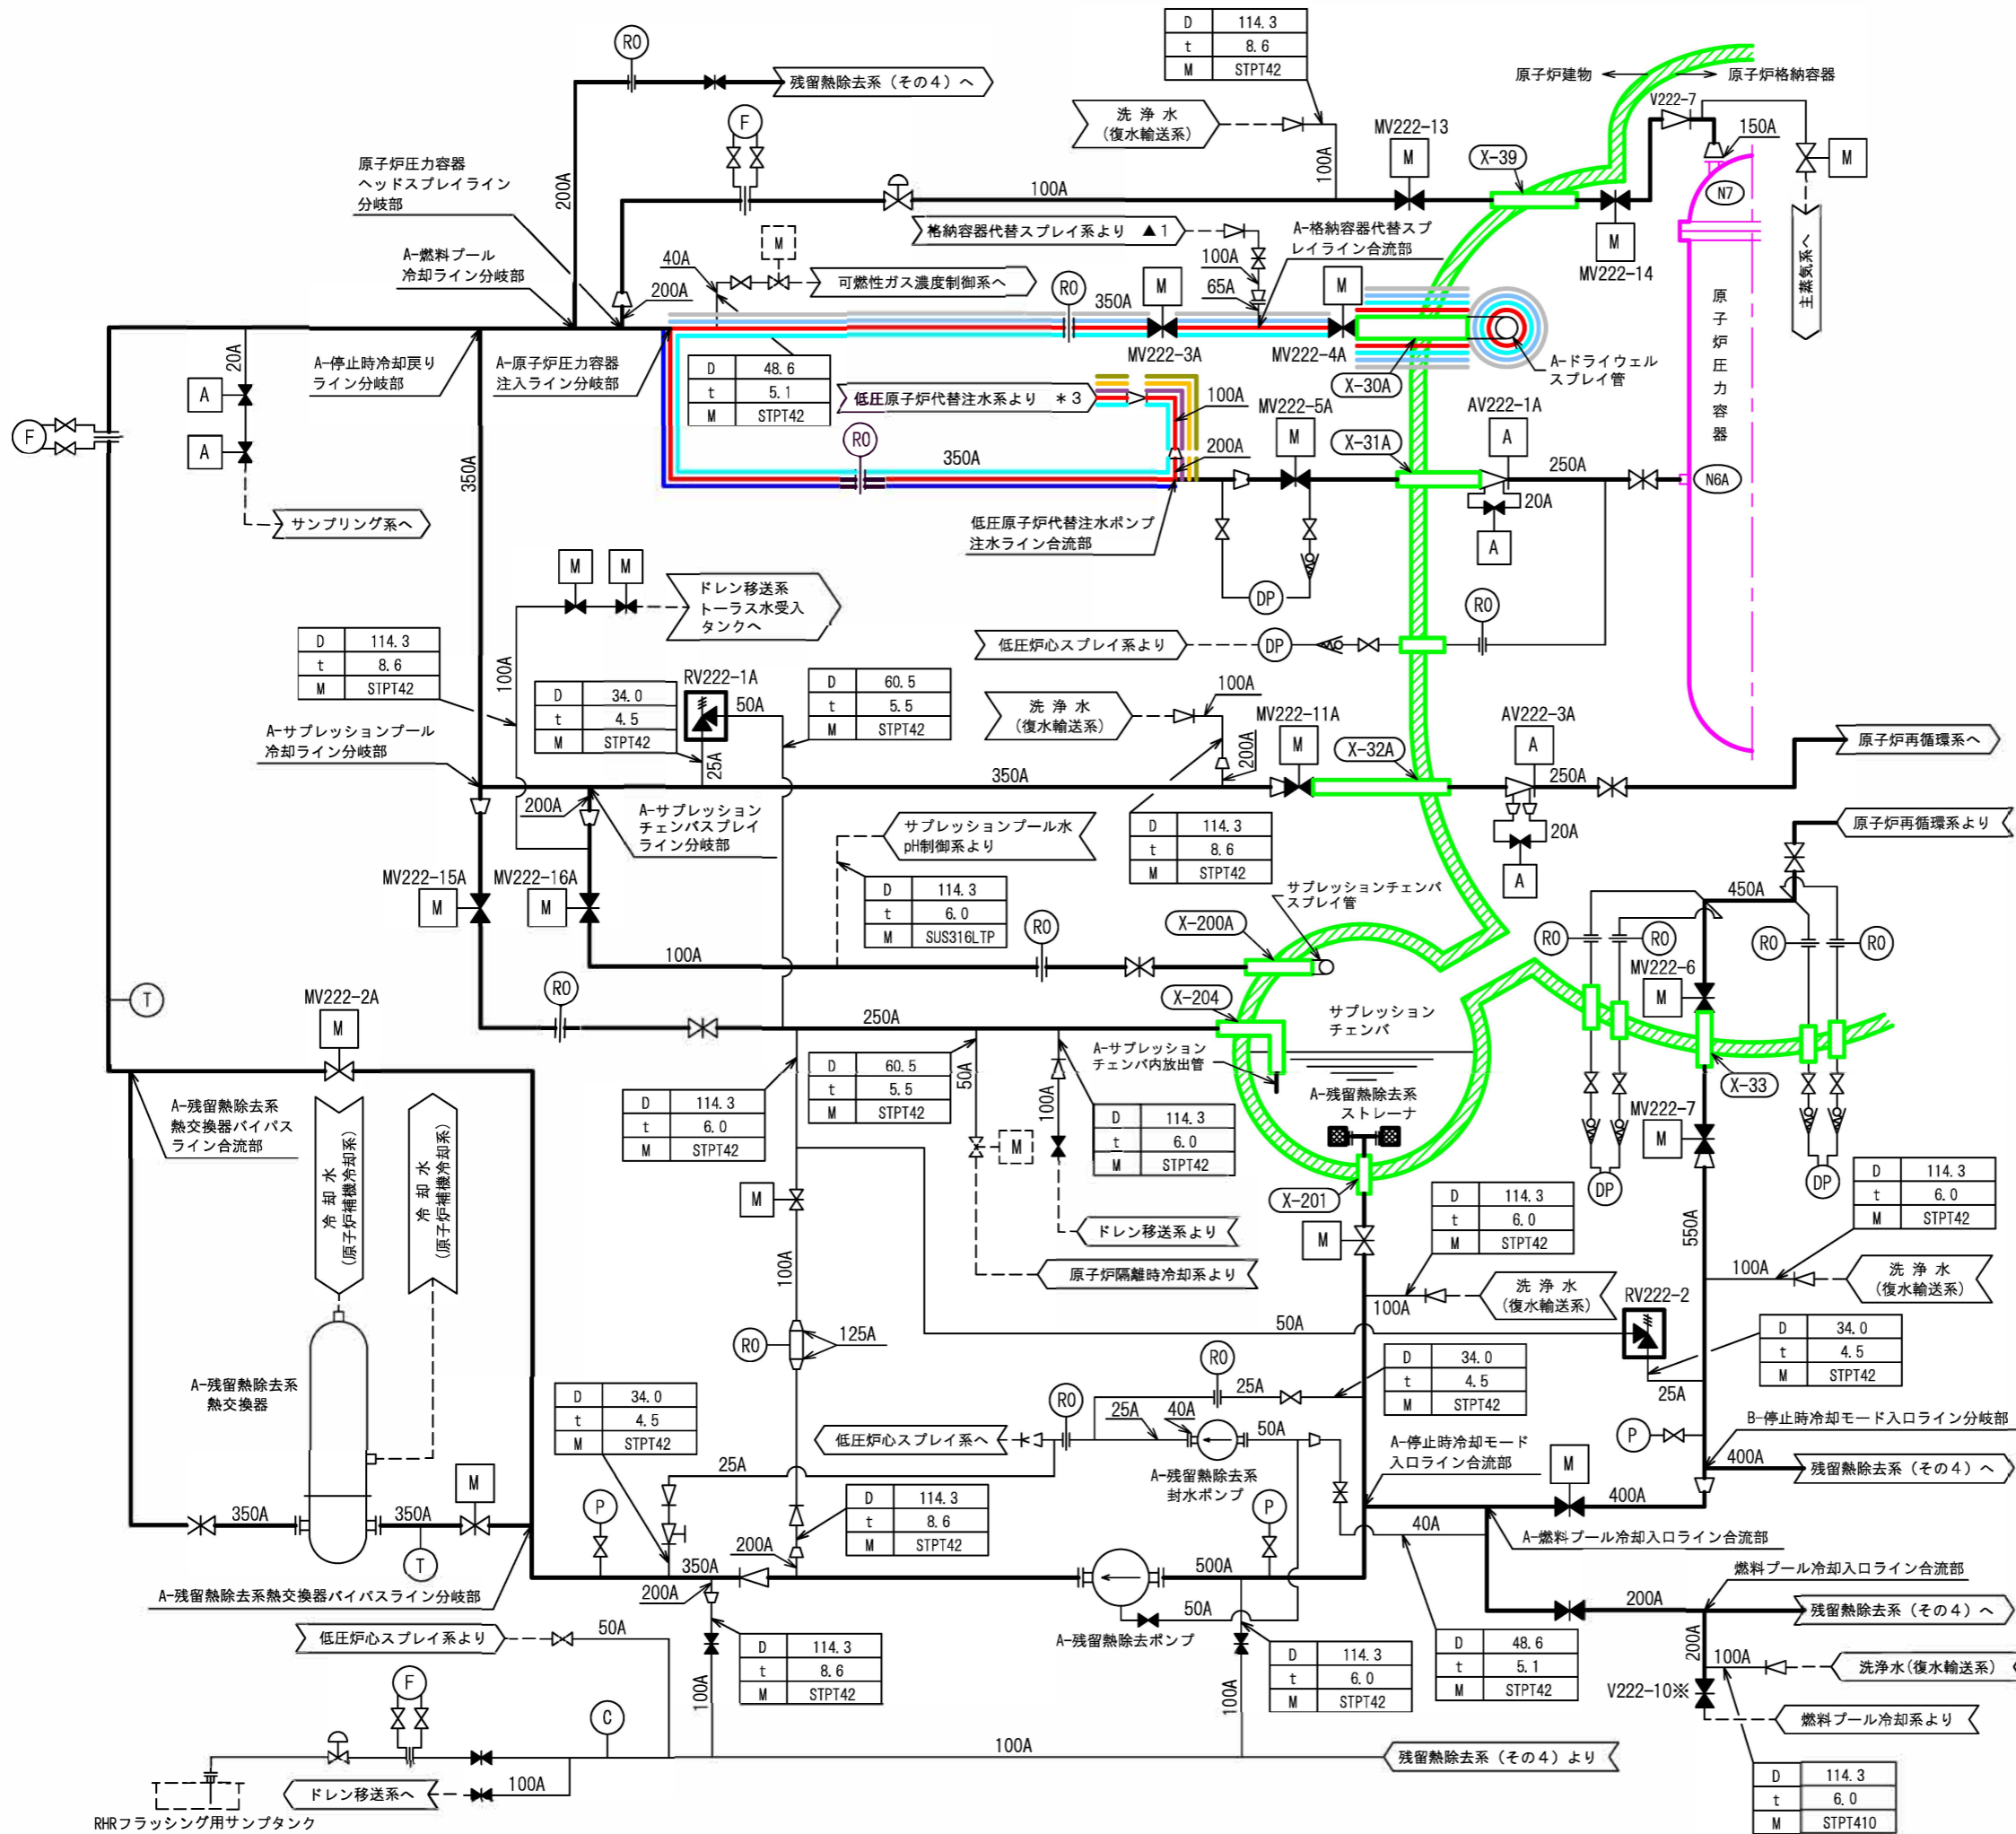 RO
残留熱除去系(その4)へ
D 114.3
t 8.6
M STPT42
原子炉建物
原子炉格納容器
V222-7
150A
M
F
洗浄水
(復水輸送系)
100A
MV222-13
M
X-39
N7
原子炉圧力容器
ヘッドスプレイライン
分岐部
200A
100A
格納容器代替スプレイ系より ▲1
A-格納容器代替スプ
レイライン合流部
M
MV222-14
主蒸気系へ
A-燃料プール
冷却ライン分岐部
M
40A
200A
可燃性ガス濃度制御系へ
RO
350A
100A
65A
M
M
原子炉圧力容器
20A
A-停止時冷却戻り
ライン分岐部
A-原子炉圧力容器
注入ライン分岐部
MV222-3A
MV222-4A
A-ドライウェル
スプレイ管
X-30A
D 48.6
t 5.1
M STPT42
低圧原子炉代替注水系より *3
100A
MV222-5A
M
AV222-1A
A
A
A
F
RO
350A
200A
X-31A
250A
N6A
20A
A
350A
サンプリング系へ
低圧原子炉代替注水ポンプ
注水ライン合流部
DP
M
M
ドレン移送系
トーラス水受入
タンクへ
RO
低圧炉心スプレイ系より
DP
D 114.3
t 8.6
M STPT42
100A
D 34.0
t 4.5
M STPT42
RV222-1A
50A
D 60.5
t 5.5
M STPT42
25A
洗浄水
(復水輸送系)
100A
MV222-11A
M
AV222-3A
A
X-32A
原子炉再循環系へ
A-サプレッションプール
冷却ライン分岐部
350A
200A
250A
200A
A-サプレッション
チェンバスプレイ
ライン分岐部
サプレッションプール水
pH制御系より
D 114.3
t 8.6
M STPT42
20A
A
原子炉再循環系より
MV222-15A
M
MV222-16A
M
D 114.3
t 6.0
M SUS316LTP
サプレッションチェンバ
スプレイ管
X-200A
450A
RO
RO
RO
RO
100A
RO
MV222-6
M
T
MV222-2A
M
RO
250A
X-204
サプレッション
チェンバ
X-33
A-サプレッション
チェンバ内放出管
D 60.5
t 5.5
M STPT42
50A
100A
D 114.3
t 6.0
M STPT42
D 114.3
t 6.0
M STPT42
A-残留熱除去系
ストレーナ
MV222-7
M
A-残留熱除去系
熱交換器バイパス
ライン合流部
冷却水
(原子炉補機冷却系)
冷却水
(原子炉補機冷却系)
M
M
X-201
DP
DP
D 114.3
t 6.0
M STPT42
D 114.3
t 6.0
M STPT42
ドレン移送系より
M
550A
原子炉隔離時冷却系より
100A
100A
洗浄水
(復水輸送系)
100A
洗浄水
(復水輸送系)
RV222-2
RO
125A
50A
D 34.0
t 4.5
M STPT42
25A
A-残留熱除去系
熱交換器
D 34.0
t 4.5
M STPT42
RO
25A
D 34.0
t 4.5
M STPT42
RO
25A
40A
50A
低圧炉心スプレイ系へ
A-残留熱除去系
封水ポンプ
A-停止時冷却モード
入口ライン合流部
B-停止時冷却モード入口ライン分岐部
P
400A
残留熱除去系(その4)へ
M
400A
25A
M
350A
350A
T
P
D 114.3
t 8.6
M STPT42
P
40A
A-燃料プール冷却入口ライン合流部
200A
350A
200A
500A
A-残留熱除去系熱交換器バイパスライン分岐部
燃料プール冷却入口ライン合流部
200A
残留熱除去系(その4)へ
50A
A-残留熱除去ポンプ
低圧炉心スプレイ系より
50A
D 114.3
t 8.6
M STPT42
100A
D 114.3
t 6.0
M STPT42
100A
D 48.6
t 5.1
M STPT42
200A
100A
洗浄水(復水輸送系)
V222-10※
燃料プール冷却系より
F
C
100A
残留熱除去系(その4)より
ドレン移送系へ
100A
RHRフラッシング用サンプタンク
D 114.3
t 6.0
M STPT410